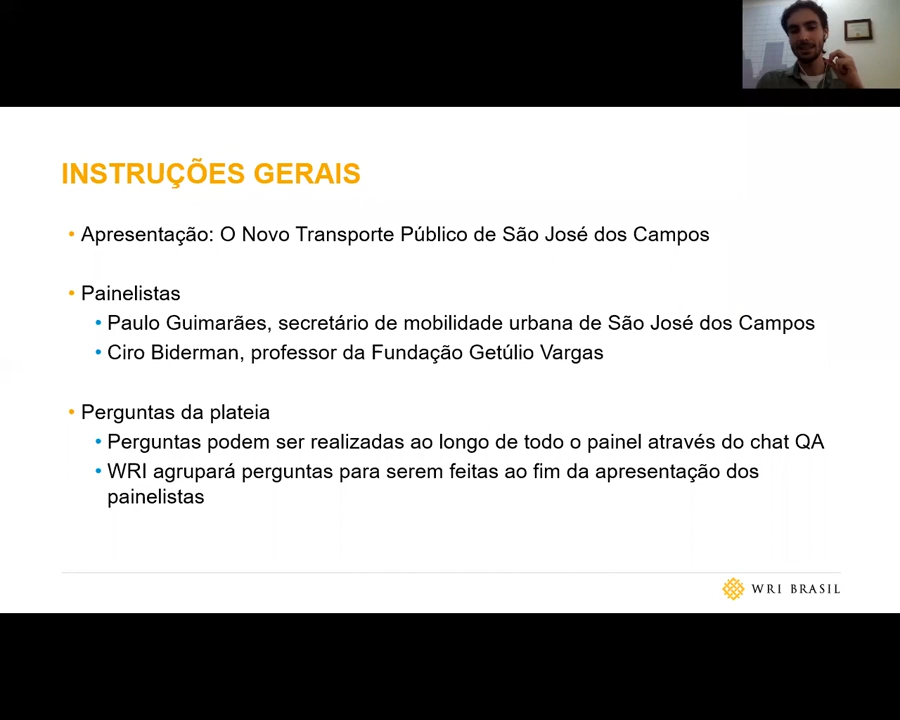 INSTRUÇÕES GERAIS
• Apresentação: O Novo Transporte Público de São José dos Campos
• Painelistas
• Paulo Guimarães, secretário de mobilidade urbana de São José dos Campos
• Ciro Biderman, professor da Fundação Getúlio Vargas
• Perguntas da plateia
• Perguntas podem ser realizadas ao longo de todo o painel através do chat QA
• WRI agrupará perguntas para serem feitas ao fim da apresentação dos
painelistas
WRI BRASIL